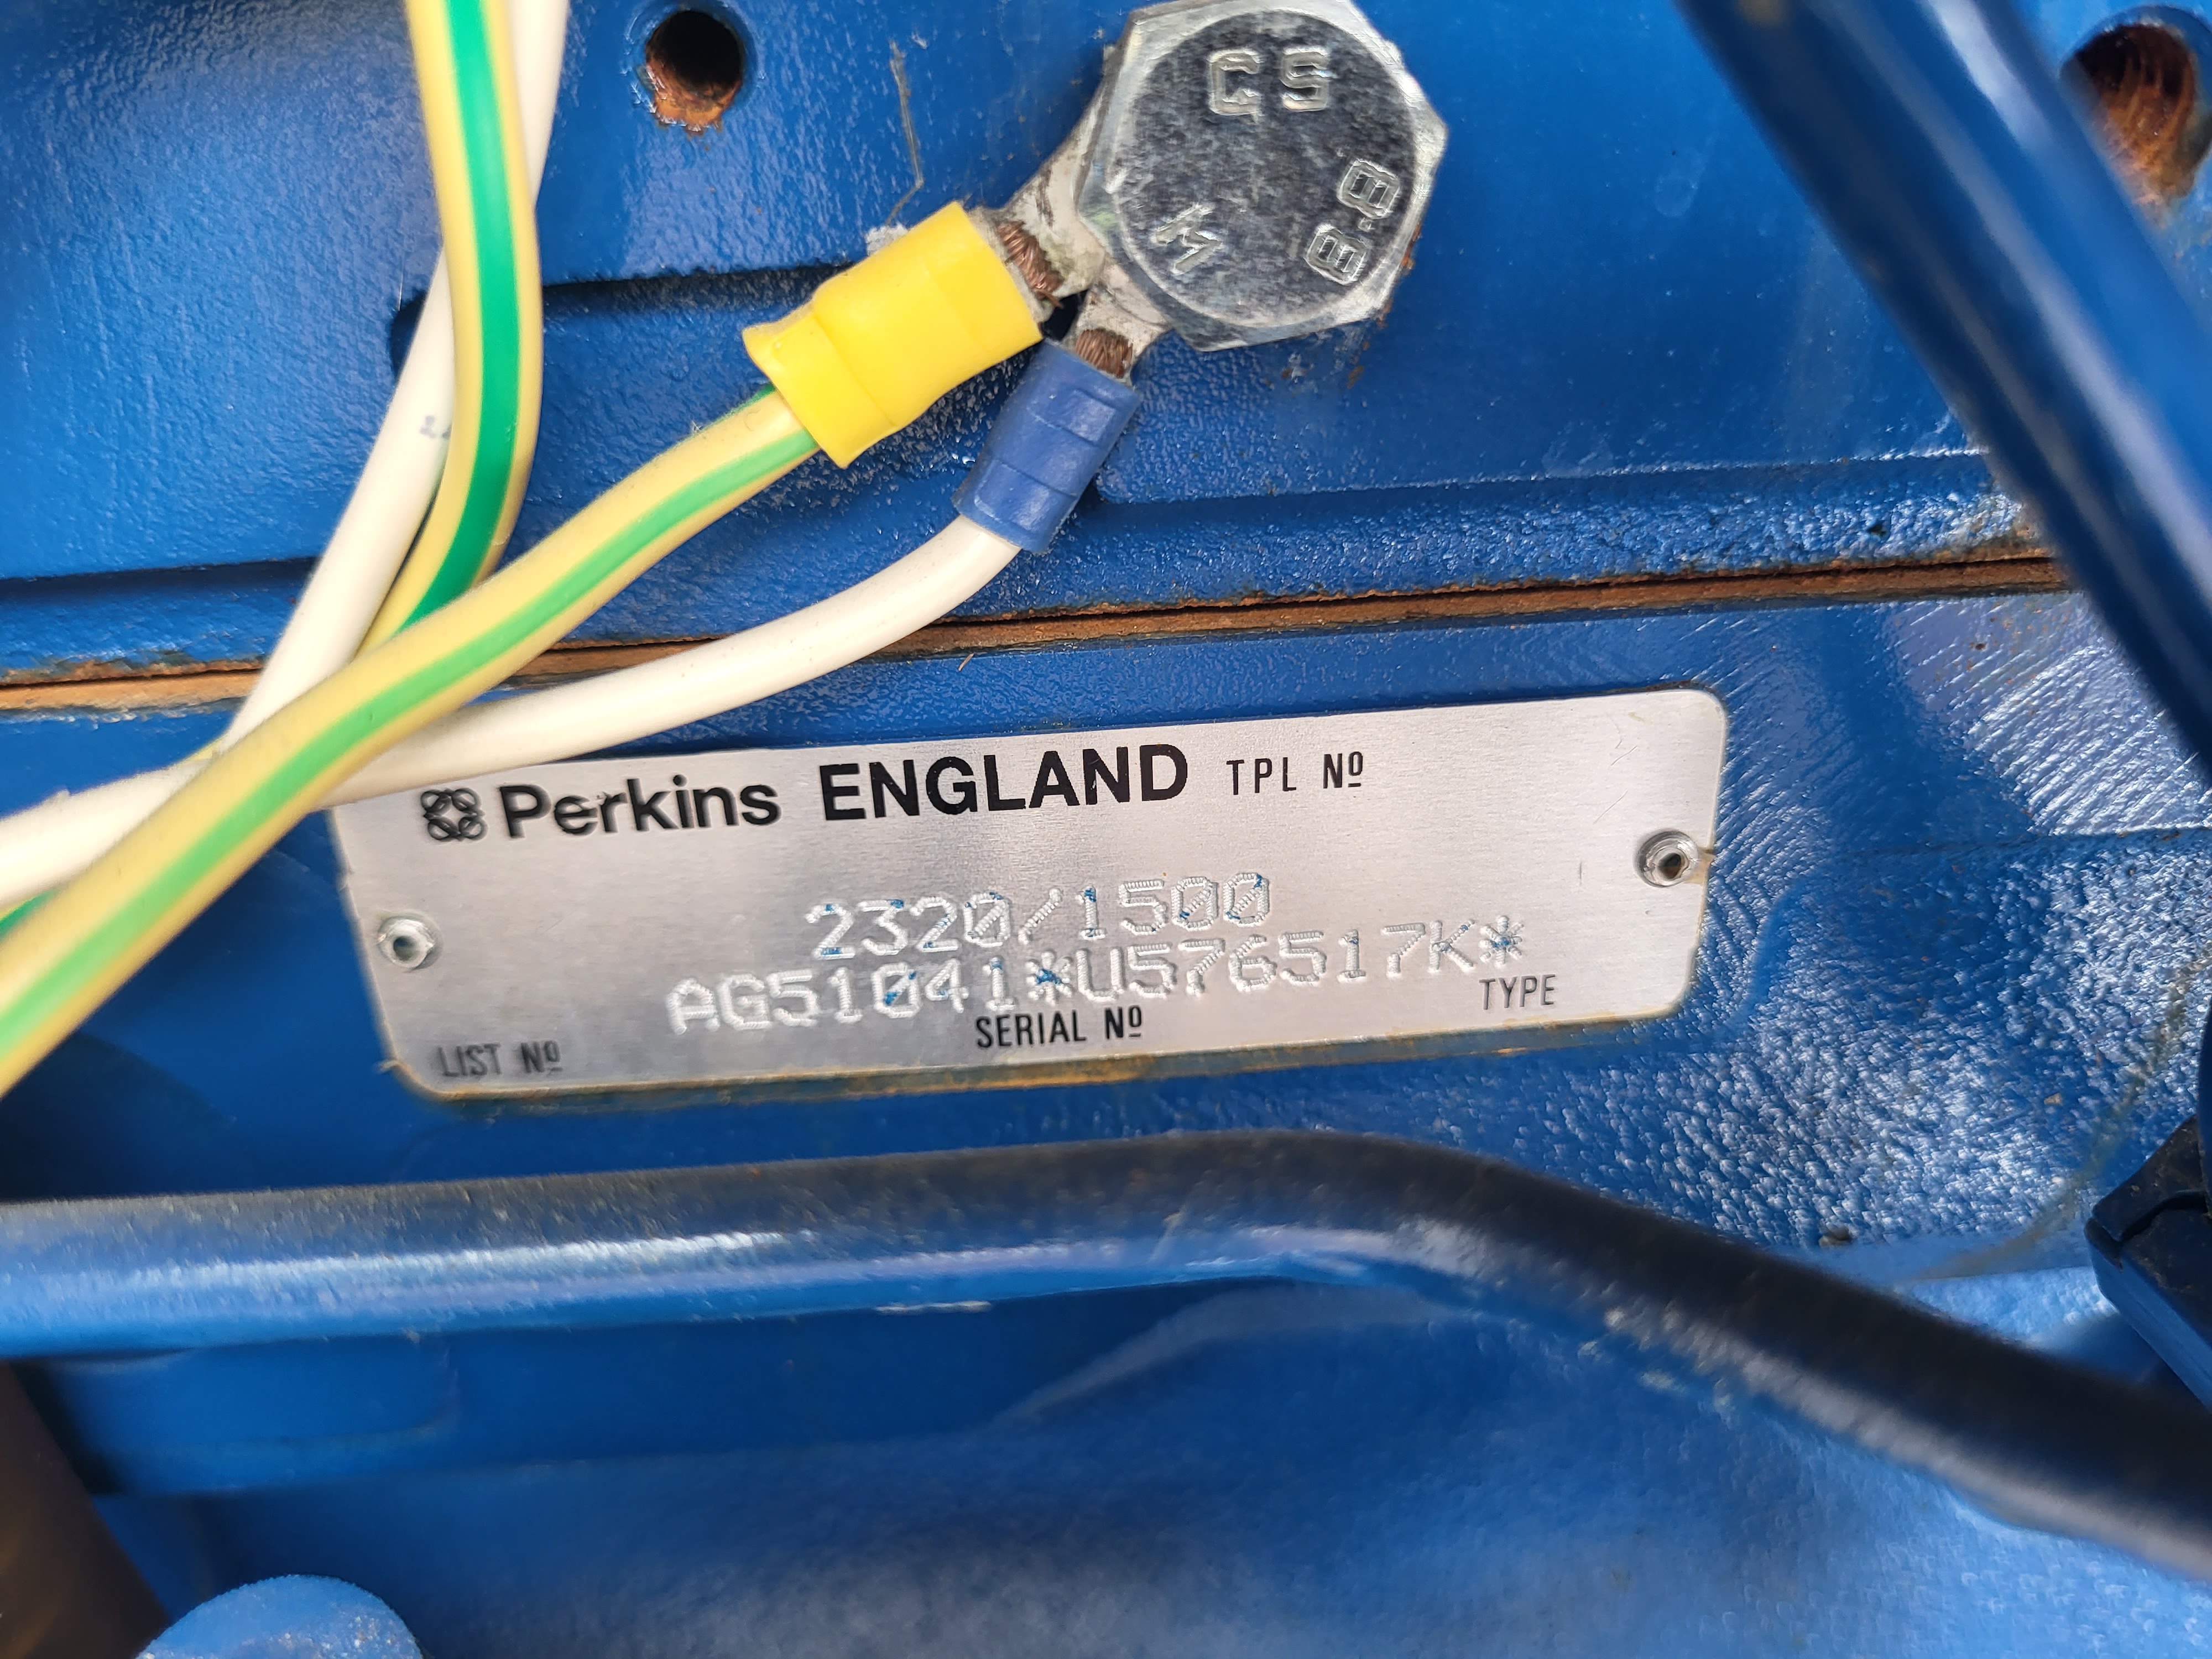 CS
8.8
M
Perkins ENGLAND TPL Nº
2320/1500
AG51041*U576517K*
LIST Nº SERIAL Nº TYPE